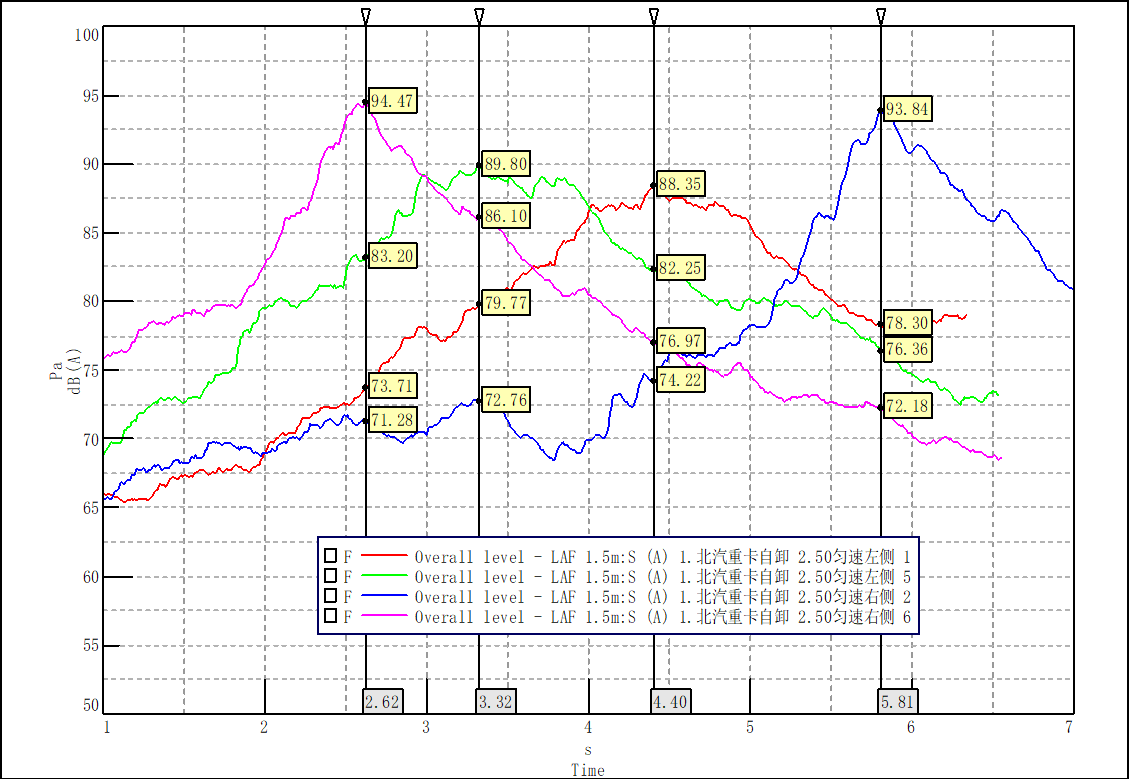 100
95
90
85
80
75
70
65
60
55
50
Pa
dB(A)
94.47
83.20
73.71
71.28
89.80
86.10
79.77
72.76
88.35
82.25
76.97
74.22
93.84
78.30
76.36
72.18
F Overall level - LAF 1.5m:S (A) 1.北汽重卡自卸 2.50匀速左侧 1
F Overall level - LAF 1.5m:S (A) 1.北汽重卡自卸 2.50匀速左侧 5
F Overall level - LAF 1.5m:S (A) 1.北汽重卡自卸 2.50匀速右侧 2
F Overall level - LAF 1.5m:S (A) 1.北汽重卡自卸 2.50匀速右侧 6
2.62 3.32 4.40 5.81
1 2 3 4 5 6 7
s
Time